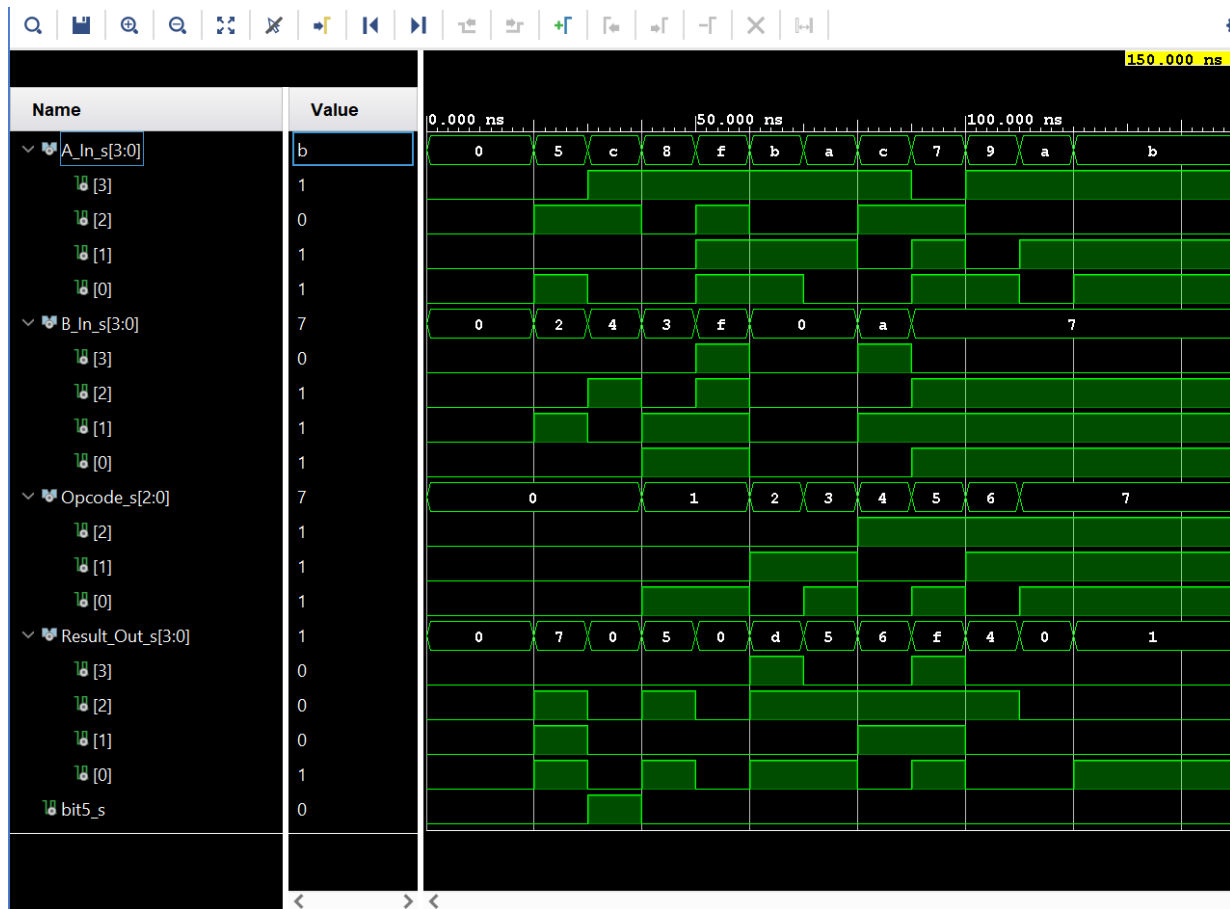 150.000 ns
Name Value
0.000 ns 50.000 ns 100.000 ns
A_In_s[3:0] b 0 5 c 8 f b a c 7 9 a b
[3] 1
[2] 0
[1] 1
[0] 1
B_In_s[3:0] 7 0 2 4 3 f 0 a 7
[3] 0
[2] 1
[1] 1
[0] 1
Opcode_s[2:0] 7 0 1 2 3 4 5 6 7
[2] 1
[1] 1
[0] 1
Result_Out_s[3:0] 1 0 7 0 5 0 d 5 6 f 4 0 1
[3] 0
[2] 0
[1] 0
[0] 1
bit5_s 0